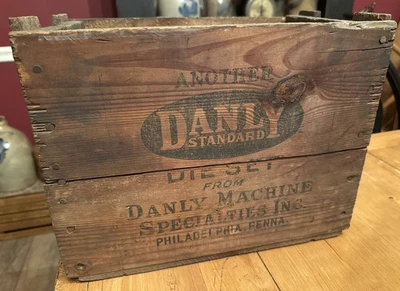 ANOTHER
DANLY
STANDARD
DIE SET
FROM
DANLY MACHINE
SPECIALTIES INC.
PHILADELPHIA, PENNA.